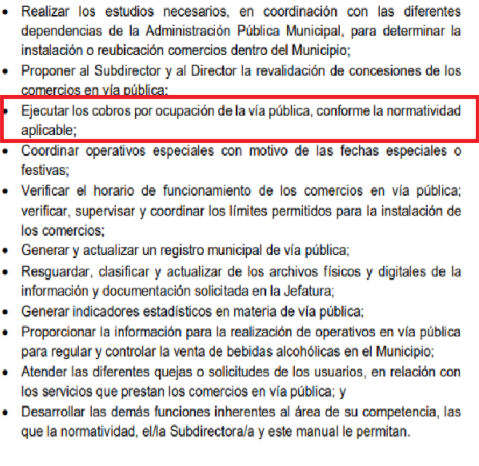 • Realizar los estudios necesarios, en coordinación con las diferentes
dependencias de la Administración Pública Municipal, para determinar la
instalación o reubicación comercios dentro del Municipio;
• Proponer al Subdirector y al Director la revalidación de concesiones de los
comercios en vía pública;
• Ejecutar los cobros por ocupación de la vía pública, conforme la normatividad
aplicable;
• Coordinar operativos especiales con motivo de las fechas especiales o
festivas;
• Verificar el horario de funcionamiento de los comercios en vía pública;
verificar, supervisar y coordinar los límites permitidos para la instalación de
los comercios;
• Generar y actualizar un registro municipal de vía pública;
• Resguardar, clasificar y actualizar de los archivos físicos y digitales de la
información y documentación solicitada en la Jefatura;
• Generar indicadores estadísticos en materia de vía pública;
• Proporcionar la información para la realización de operativos en vía pública
para regular y controlar la venta de bebidas alcohólicas en el Municipio;
• Atender las diferentes quejas o solicitudes de los usuarios, en relación con
los servicios que prestan los comercios en vía pública; y
• Desarrollar las demás funciones inherentes al área de su competencia, las
que la normatividad, el/la Subdirectora/a y este manual le permitan.